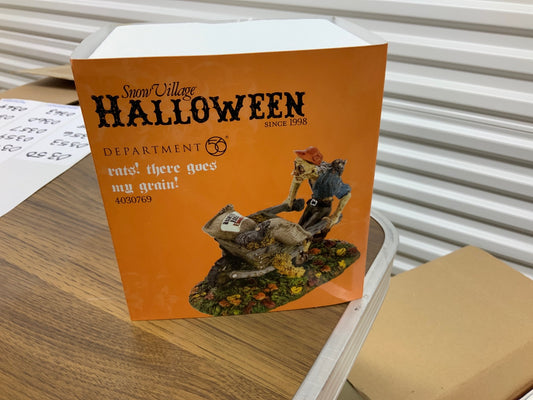 Snow Village
HALLOWEEN
SINCE 1998
DEPARTMENT 56®
rats! there goes
my grain!
4030769